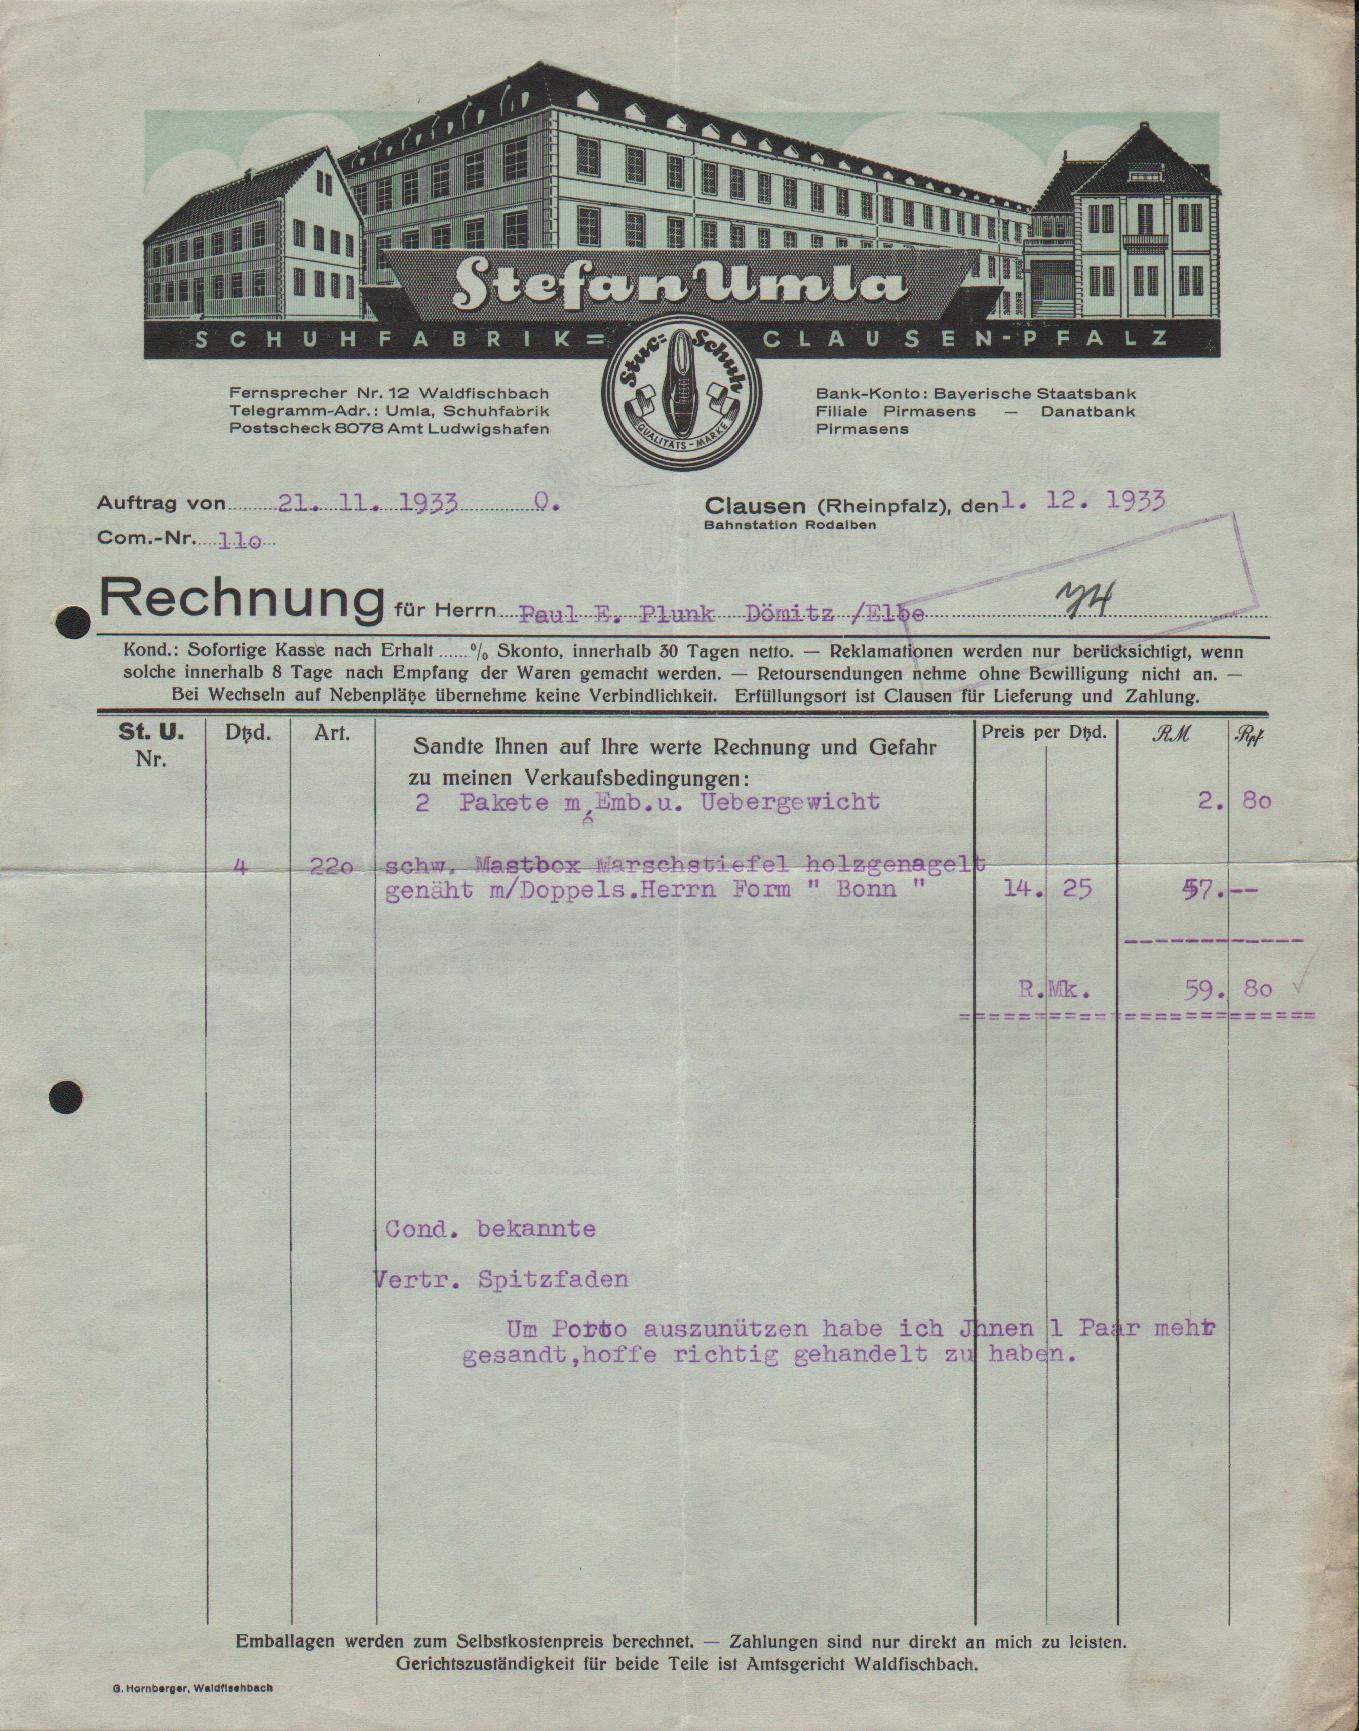 Stefan Umla
SCHUHFABRIK= CLAUSEN-PFALZ
Stuc= Schuh
QUALITÄTS-MARKE
Fernsprecher Nr. 12 Waldfischbach
Telegramm-Adr.: Umla, Schuhfabrik
Postscheck 8078 Amt Ludwigshafen
Bank-Konto: Bayerische Staatsbank
Filiale Pirmasens — Danatbank
Pirmasens
Auftrag von 21. 11. 1933 O.
Clausen (Rheinpfalz), den 1. 12. 1933
Bahnstation Rodalben
Com.-Nr. 11o
Rechnung für Herrn Paul E. Plunk Dömitz /Elbe
Kond.: Sofortige Kasse nach Erhalt ......% Skonto, innerhalb 30 Tagen netto. — Reklamationen werden nur berücksichtigt, wenn
solche innerhalb 8 Tage nach Empfang der Waren gemacht werden. — Retoursendungen nehme ohne Bewilligung nicht an. —
Bei Wechseln auf Nebenplätze übernehme keine Verbindlichkeit. Erfüllungsort ist Clausen für Lieferung und Zahlung.
St. U. Nr. Dtzd. Art. Sandte Ihnen auf Ihre werte Rechnung und Gefahr Preis per Dtzd. RM Rpf
zu meinen Verkaufsbedingungen:
2 Pakete m Emb.u. Uebergewicht 2. 8o
4 22o schw. Mastbox Marschstiefel holzgenagelt
genäht m/Doppels.Herrn Form " Bonn " 14. 25 57.--
R.Mk. 59. 8o
Cond. bekannte
Vertr. Spitzfaden
Um Porto auszunützen habe ich Jhnen 1 Paar mehr
gesandt,hoffe richtig gehandelt zu haben.
Emballagen werden zum Selbstkostenpreis berechnet. — Zahlungen sind nur direkt an mich zu leisten.
Gerichtszuständigkeit für beide Teile ist Amtsgericht Waldfischbach.
G. Hornberger, Waldfischbach